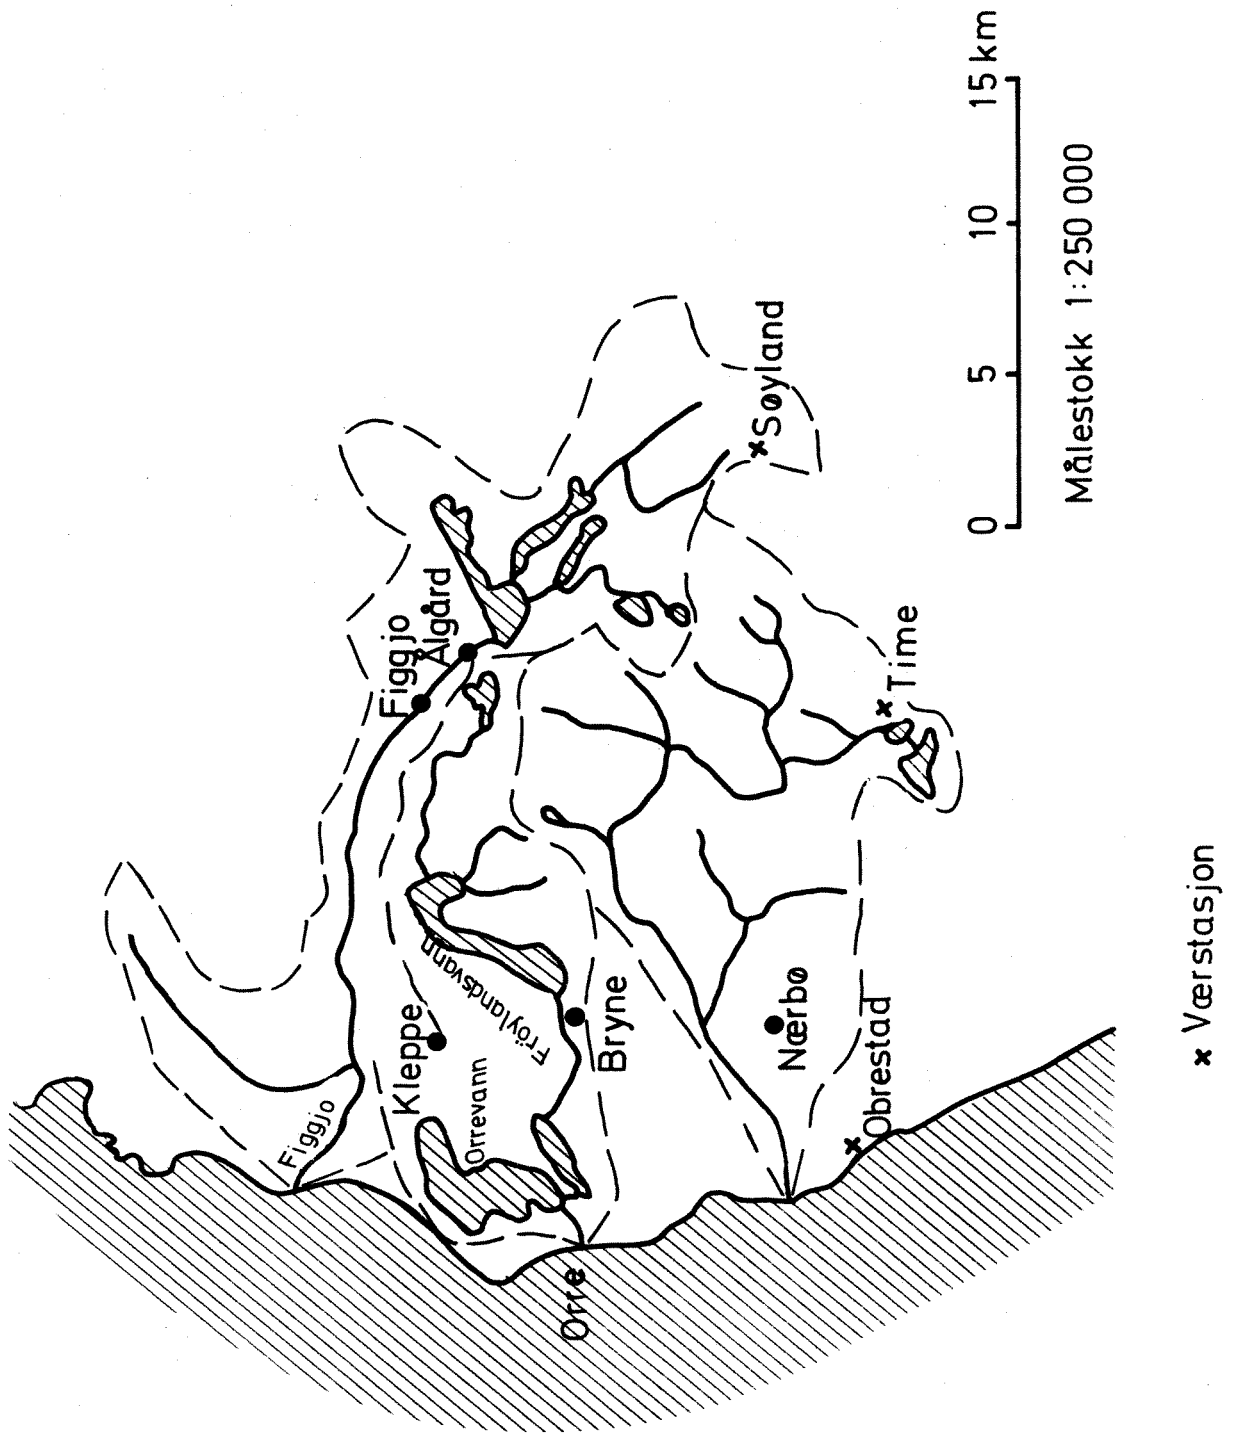 Figgjo
Figgjo
Ålgård
Kleppe
Frøylandsvann
Orrevann
Orre
Bryne
Søyland
Time
Nærbø
Obrestad
0 5 10 15 km
Målestokk 1:250 000
x Værstasjon